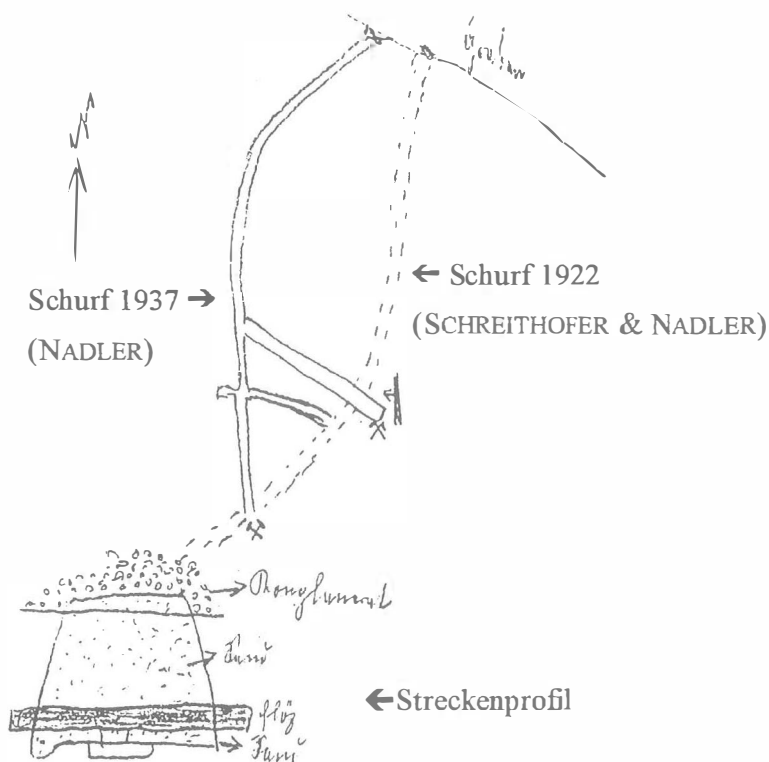 N
Schurf 1937 →
(NADLER)
← Schurf 1922
(SCHREITHOFER & NADLER)
Konglomerat
Sand
Flöz
Sand
←Streckenprofil